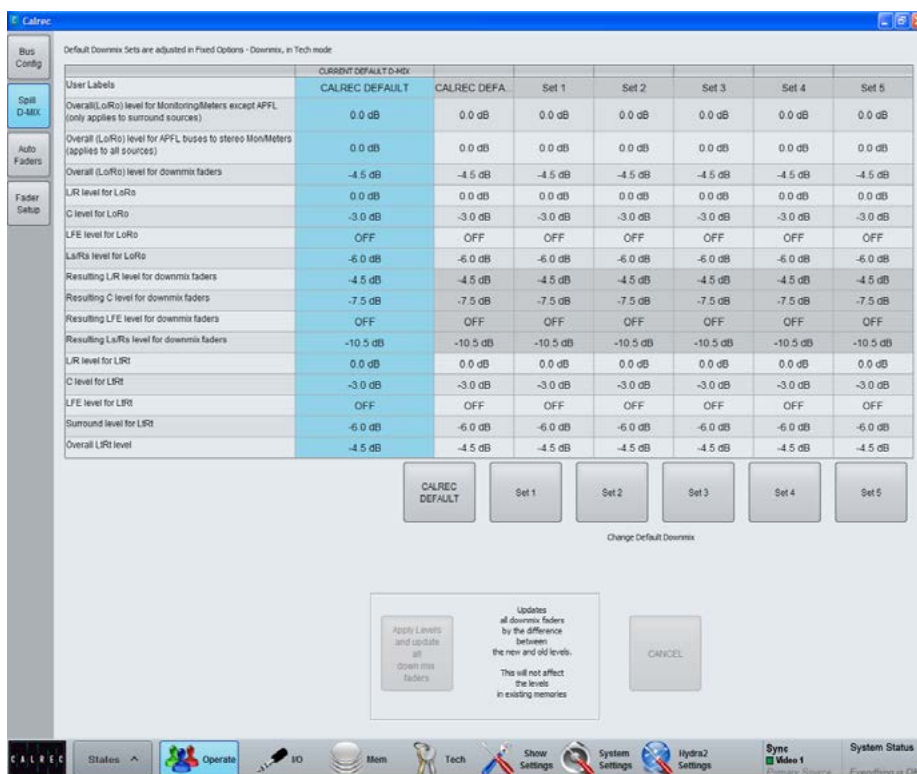 Calrec
Bus Config
Spill D-MIX
Auto Faders
Fader Setup
Default Downmix Sets are adjusted in Fixed Options - Downmix, in Tech mode
CURRENT DEFAULT D-MIX
User Labels CALREC DEFAULT CALREC DEFA... Set 1 Set 2 Set 3 Set 4 Set 5
Overall(Lo/Ro) level for Monitoring/Meters except APFL (only applies to surround sources) 0.0 dB 0.0 dB 0.0 dB 0.0 dB 0.0 dB 0.0 dB 0.0 dB
Overall (Lo/Ro) level for APFL buses to stereo Mon/Meters (applies to all sources) 0.0 dB 0.0 dB 0.0 dB 0.0 dB 0.0 dB 0.0 dB 0.0 dB
Overall (Lo/Ro) level for downmix faders -4.5 dB -4.5 dB -4.5 dB -4.5 dB -4.5 dB -4.5 dB -4.5 dB
L/R level for LoRo 0.0 dB 0.0 dB 0.0 dB 0.0 dB 0.0 dB 0.0 dB 0.0 dB
C level for LoRo -3.0 dB -3.0 dB -3.0 dB -3.0 dB -3.0 dB -3.0 dB -3.0 dB
LFE level for LoRo OFF OFF OFF OFF OFF OFF OFF
Ls/Rs level for LoRo -6.0 dB -6.0 dB -6.0 dB -6.0 dB -6.0 dB -6.0 dB -6.0 dB
Resulting L/R level for downmix faders -4.5 dB -4.5 dB -4.5 dB -4.5 dB -4.5 dB -4.5 dB -4.5 dB
Resulting C level for downmix faders -7.5 dB -7.5 dB -7.5 dB -7.5 dB -7.5 dB -7.5 dB -7.5 dB
Resulting LFE level for downmix faders OFF OFF OFF OFF OFF OFF OFF
Resulting Ls/Rs level for downmix faders -10.5 dB -10.5 dB -10.5 dB -10.5 dB -10.5 dB -10.5 dB -10.5 dB
L/R level for LtRt 0.0 dB 0.0 dB 0.0 dB 0.0 dB 0.0 dB 0.0 dB 0.0 dB
C level for LtRt -3.0 dB -3.0 dB -3.0 dB -3.0 dB -3.0 dB -3.0 dB -3.0 dB
LFE level for LtRt OFF OFF OFF OFF OFF OFF OFF
Surround level for LtRt -6.0 dB -6.0 dB -6.0 dB -6.0 dB -6.0 dB -6.0 dB -6.0 dB
Overall LtRt level -4.5 dB -4.5 dB -4.5 dB -4.5 dB -4.5 dB -4.5 dB -4.5 dB
CALREC DEFAULT Set 1 Set 2 Set 3 Set 4 Set 5
Change Default Downmix
Apply Levels
and update
all
down mix
faders
Updates
all downmix faders
by the difference
between
the new and old levels.
This will not affect
the levels
in existing memories
CANCEL
CALREC States Operate I/O Mem Tech Show Settings System Settings Hydra2 Settings
Sync
Video 1
Primary Source
System Status